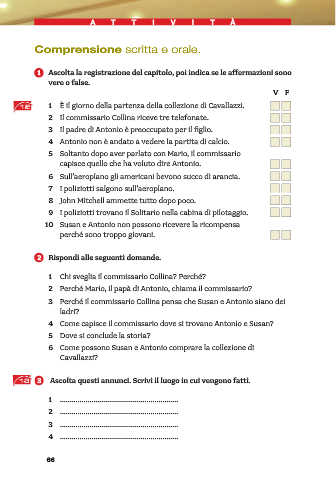 ATTIVITÀ
Comprensione scritta e orale.
1 Ascolta la registrazione del capitolo, poi indica se le affermazioni sono
vero o false.
V F
1 È il giorno della partenza della collezione di Cavallazzi.
2 Il commissario Collina riceve tre telefonate.
3 Il padre di Antonio è preoccupato per il figlio.
4 Antonio non è andato a vedere la partita di calcio.
5 Soltanto dopo aver parlato con Mario, il commissario
capisce quello che ha voluto dire Antonio.
6 Sull'aeroplano gli americani bevono succo di arancia.
7 I poliziotti salgono sull'aeroplano.
8 John Mitchell ammette tutto dopo poco.
9 I poliziotti trovano il Solitario nella cabina di pilotaggio.
10 Susan e Antonio non possono ricevere la ricompensa
perché sono troppo giovani.
2 Rispondi alle seguenti domande.
1 Chi sveglia il commissario Collina? Perché?
2 Perché Mario, il papà di Antonio, chiama il commissario?
3 Perché il commissario Collina pensa che Susan e Antonio siano dei
ladri?
4 Come capisce il commissario dove si trovano Antonio e Susan?
5 Dove si conclude la storia?
6 Come possono Susan e Antonio comprare la collezione di
Cavallazzi?
3 Ascolta questi annunci. Scrivi il luogo in cui vengono fatti.
1 ............................................................
2 ............................................................
3 ............................................................
4 ............................................................
66